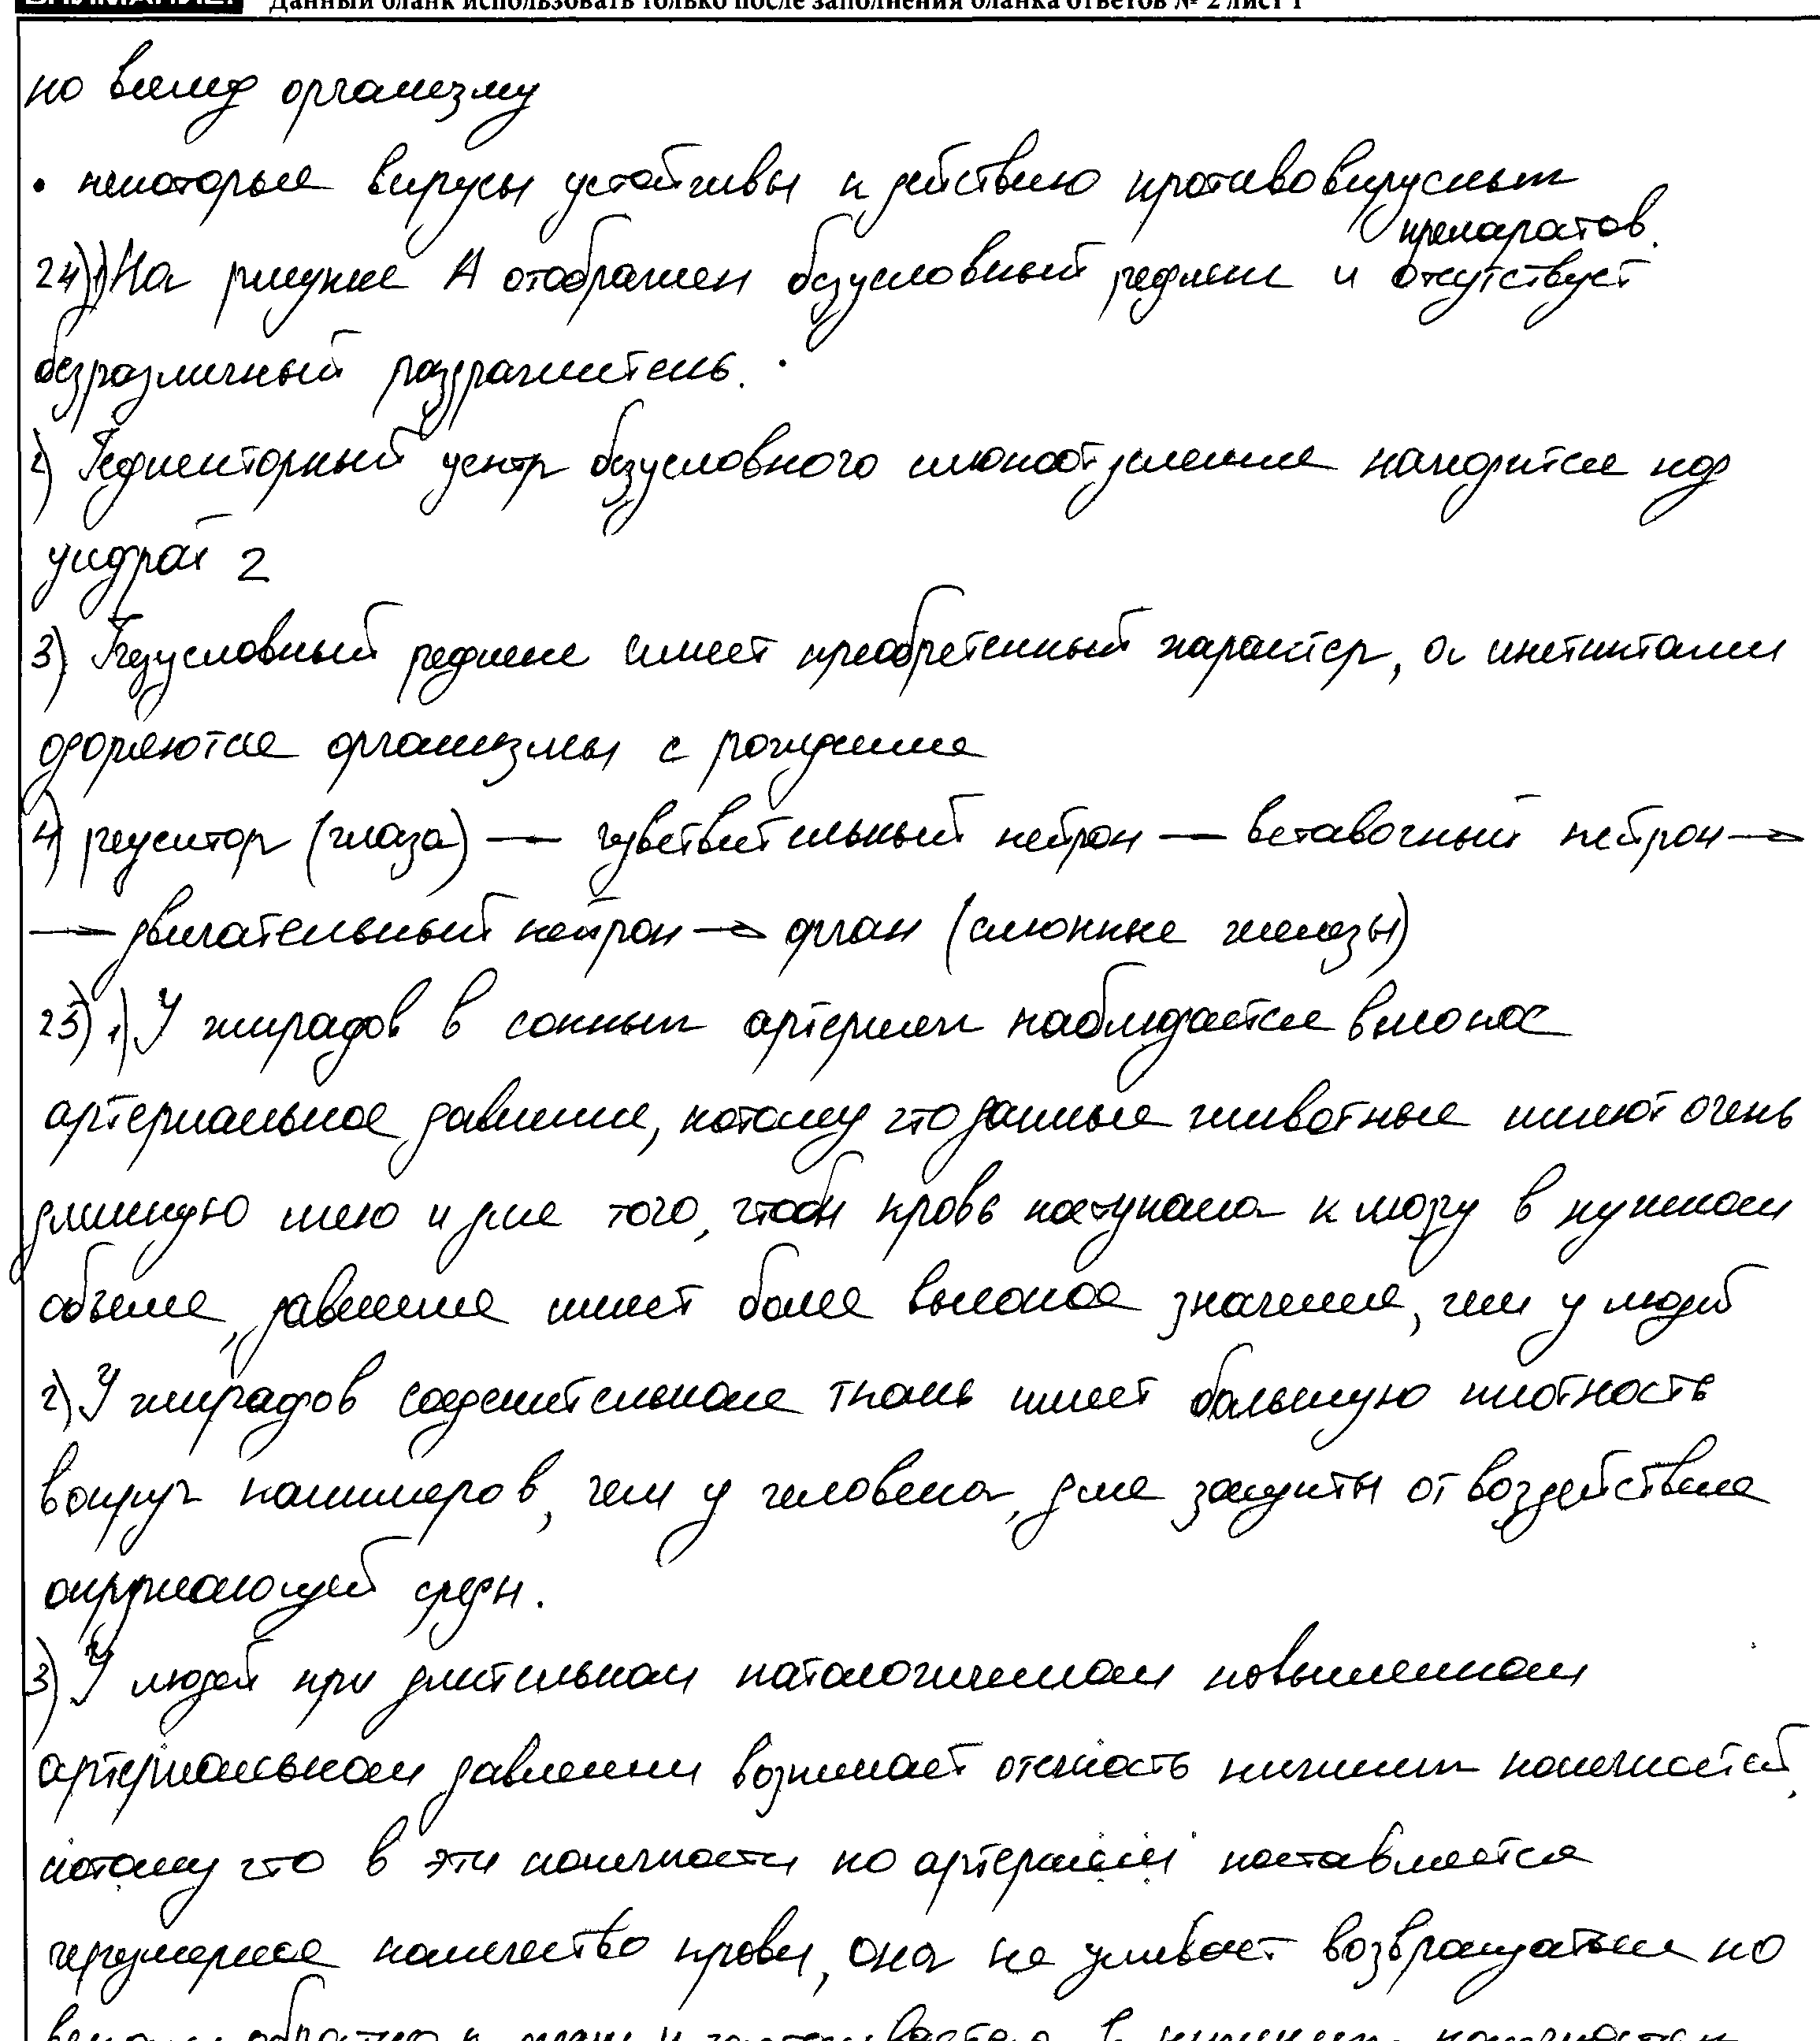 Данный бланк использовать только после заполнения бланка ответов № 2 лист 1
по всему организму
• некоторые вирусы устойчивы к действию противовирусных
препаратов.
24) 1) На рисунке А отображен безусловный рефлекс и отсутствует
безразличный раздражитель.
2) Рефлекторный центр безусловного слюноотделения находится под
цифрой 2
3) Безусловный рефлекс имеет приобретенный характер, а инстинктами
одоряются организмы с рождения
4) рецептор (глаза) — чувствительный нейрон — вставочный нейрон →
— двигательный нейрон → орган (слюнные железы)
25) 1) У жирафов в сонных артериях наблюдается высокое
артериальное давление, потому что данные животные имеют очень
длинную шею и для того, чтобы кровь поступала к мозгу в нужном
объеме, давление имеет более высокое значение, чем у людей
2) У жирафов соединительная ткань имеет большую плотность
вокруг капилляров, чем у человека, для защиты от воздействия
окружающей среды.
3) У людей при длительном патологическом повышенном
артериальном давлении возникает отечность нижних конечностей,
потому что в эти конечности по артериям поставляется
чрезмерное количество крови, она не успевает возвращаться по
обратно к